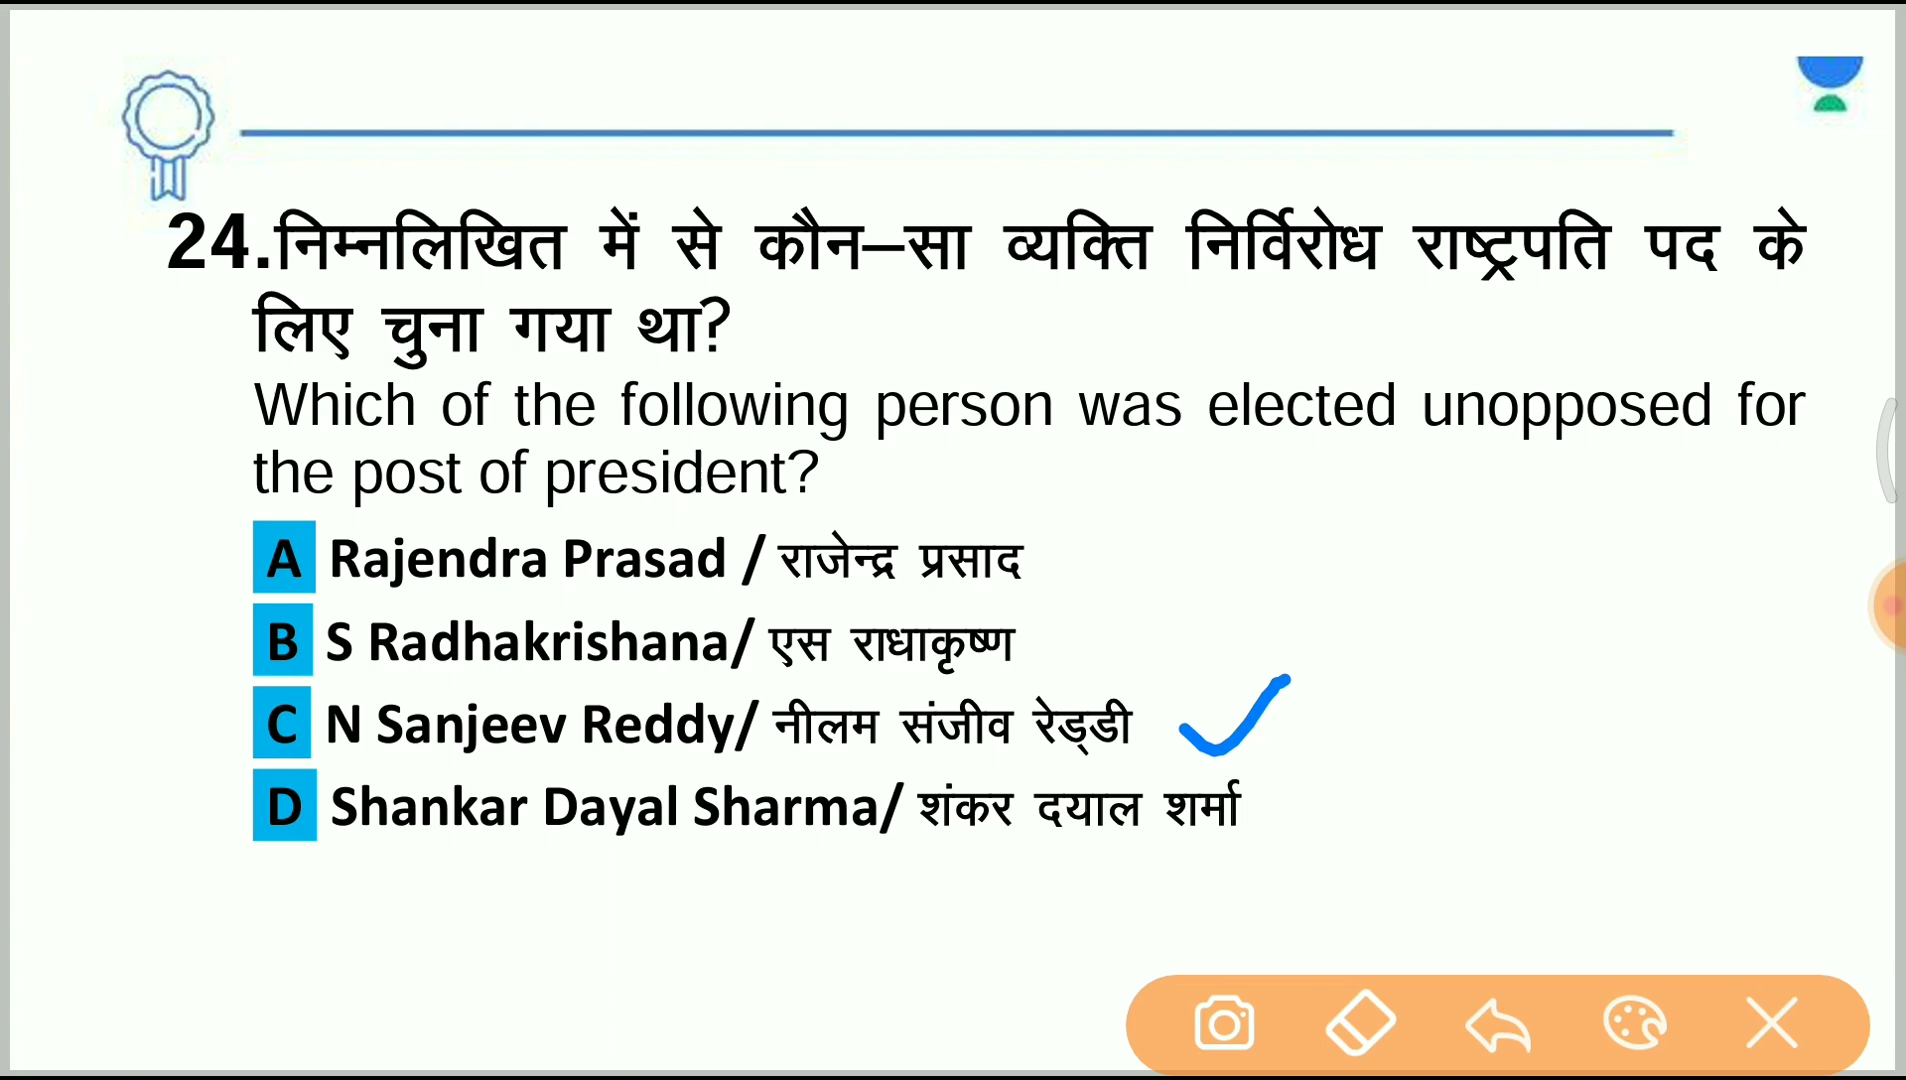 24.निम्नलिखित में से कौन–सा व्यक्ति निर्विरोध राष्ट्रपति पद के
लिए चुना गया था?
Which of the following person was elected unopposed for
the post of president?
A Rajendra Prasad / राजेन्द्र प्रसाद
B S Radhakrishana/ एस राधाकृष्ण
C N Sanjeev Reddy/ नीलम संजीव रेड्डी
D Shankar Dayal Sharma/ शंकर दयाल शर्मा